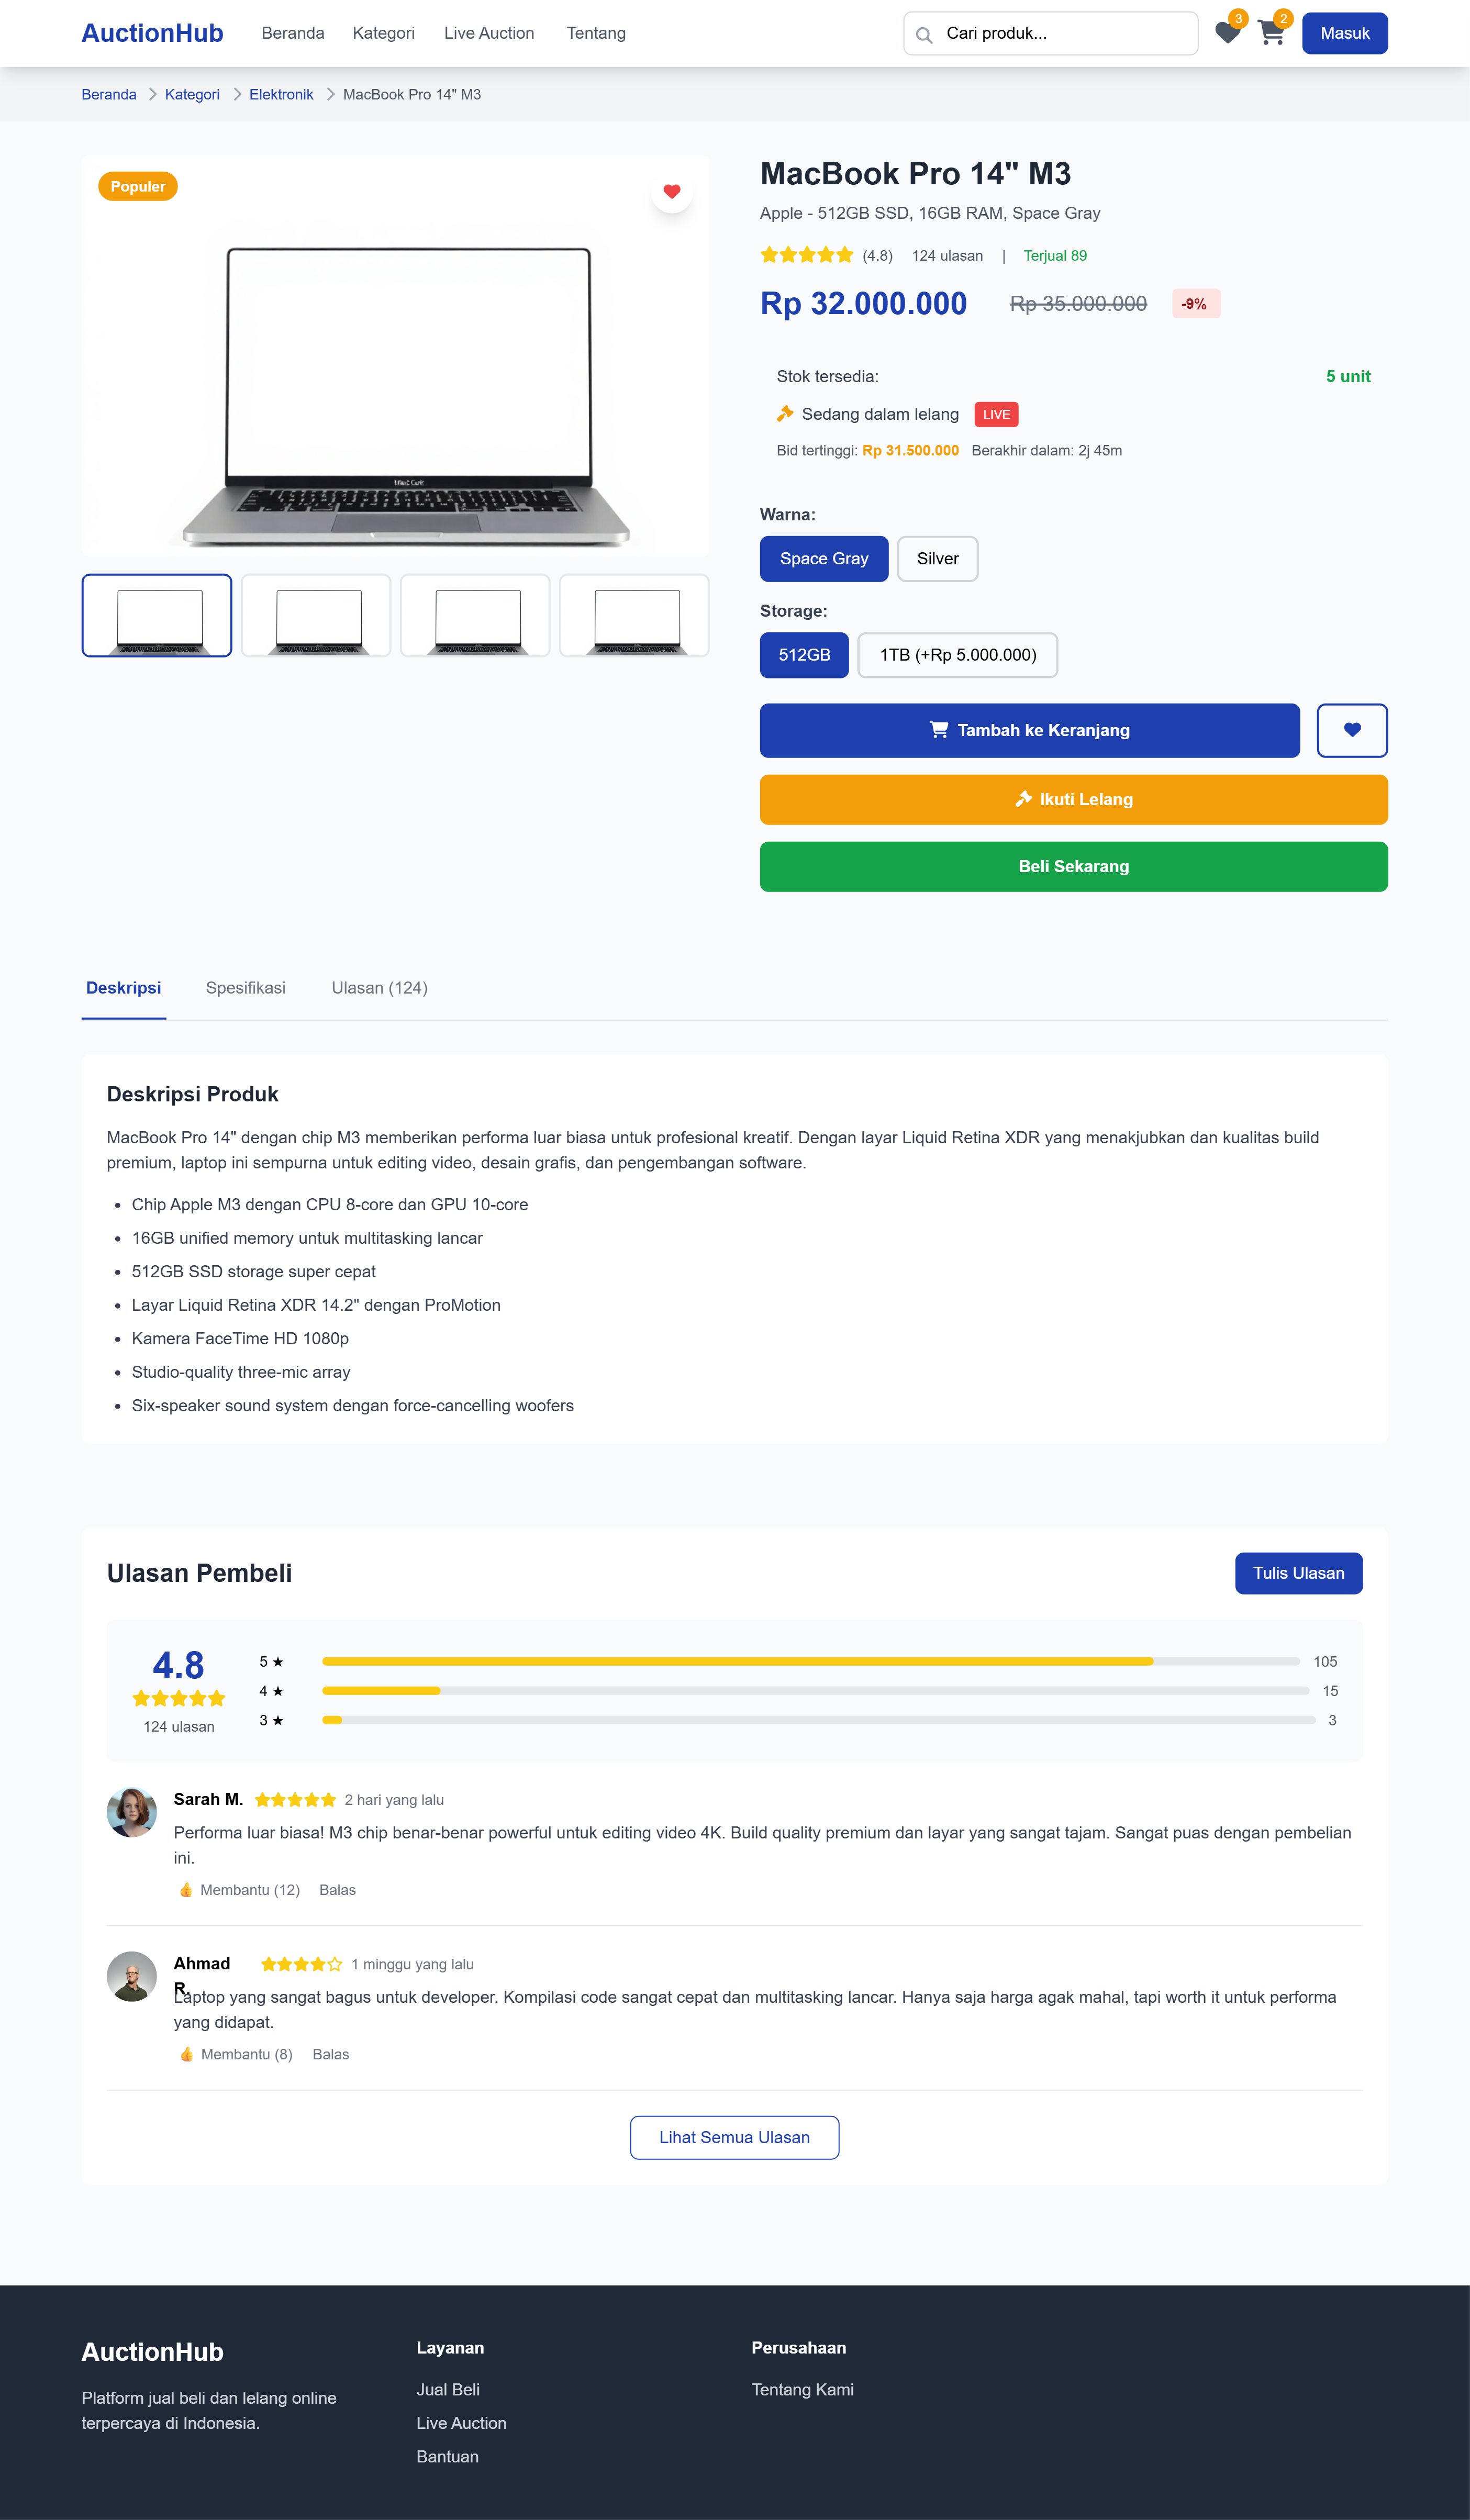 AuctionHub
Beranda
Kategori
Live Auction
Tentang
Cari produk...
3
2
Masuk
Beranda
Kategori
Elektronik
MacBook Pro 14" M3
Populer
MacBook Pro 14" M3
Apple - 512GB SSD, 16GB RAM, Space Gray
(4.8) 124 ulasan | Terjual 89
Rp 32.000.000 Rp 35.000.000 -9%
Stok tersedia: 5 unit
Sedang dalam lelang LIVE
Bid tertinggi: Rp 31.500.000 Berakhir dalam: 2j 45m
Warna:
Space Gray
Silver
Storage:
512GB
1TB (+Rp 5.000.000)
Tambah ke Keranjang
Ikuti Lelang
Beli Sekarang
Deskripsi
Spesifikasi
Ulasan (124)
Deskripsi Produk
MacBook Pro 14" dengan chip M3 memberikan performa luar biasa untuk profesional kreatif. Dengan layar Liquid Retina XDR yang menakjubkan dan kualitas build
premium, laptop ini sempurna untuk editing video, desain grafis, dan pengembangan software.
• Chip Apple M3 dengan CPU 8-core dan GPU 10-core
• 16GB unified memory untuk multitasking lancar
• 512GB SSD storage super cepat
• Layar Liquid Retina XDR 14.2" dengan ProMotion
• Kamera FaceTime HD 1080p
• Studio-quality three-mic array
• Six-speaker sound system dengan force-cancelling woofers
Ulasan Pembeli
Tulis Ulasan
4.8
124 ulasan
5 ★ 105
4 ★ 15
3 ★ 3
Sarah M. 2 hari yang lalu
Performa luar biasa! M3 chip benar-benar powerful untuk editing video 4K. Build quality premium dan layar yang sangat tajam. Sangat puas dengan pembelian
ini.
👍 Membantu (12) Balas
Ahmad
R.
1 minggu yang lalu
Laptop yang sangat bagus untuk developer. Kompilasi code sangat cepat dan multitasking lancar. Hanya saja harga agak mahal, tapi worth it untuk performa
yang didapat.
👍 Membantu (8) Balas
Lihat Semua Ulasan
AuctionHub
Platform jual beli dan lelang online
terpercaya di Indonesia.
Layanan
Jual Beli
Live Auction
Bantuan
Perusahaan
Tentang Kami